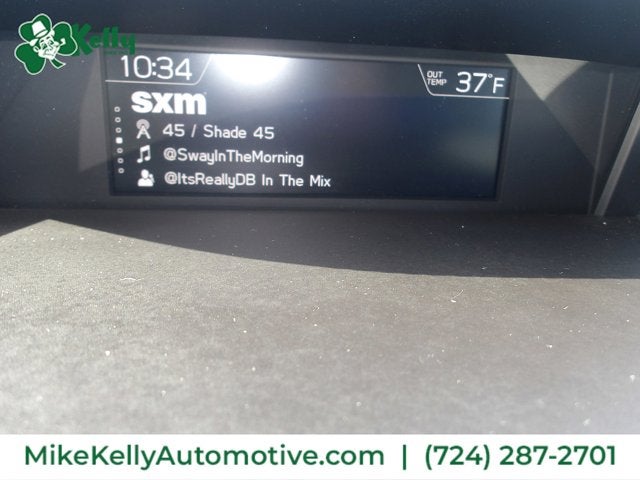 Kelly
10:34
OUT
TEMP 37°F
sxm
45 / Shade 45
@SwayInTheMorning
@ItsReallyDB In The Mix
MikeKellyAutomotive.com | (724) 287-2701